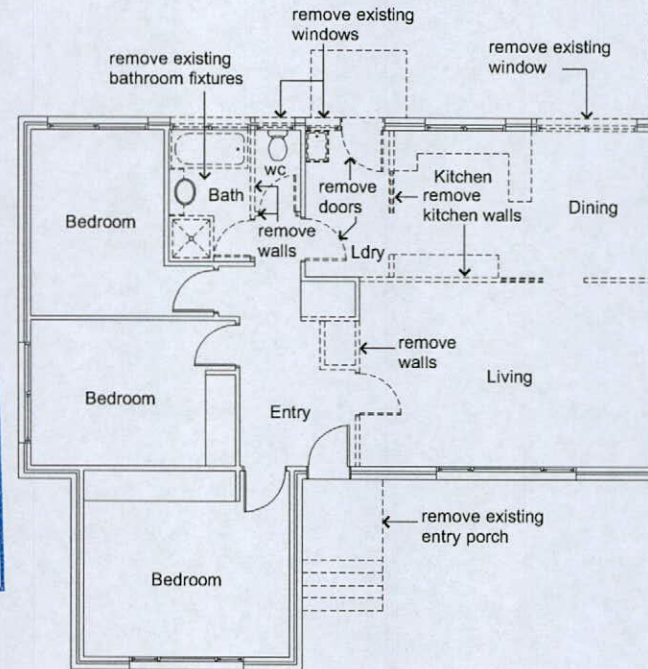 remove existing
windows
remove existing
bathroom fixtures
remove existing
window
wc
Bath
remove
doors
Kitchen
remove
kitchen walls
Dining
Bedroom
remove
walls
Ldry
remove
walls
Living
Bedroom
Entry
remove existing
entry porch
Bedroom